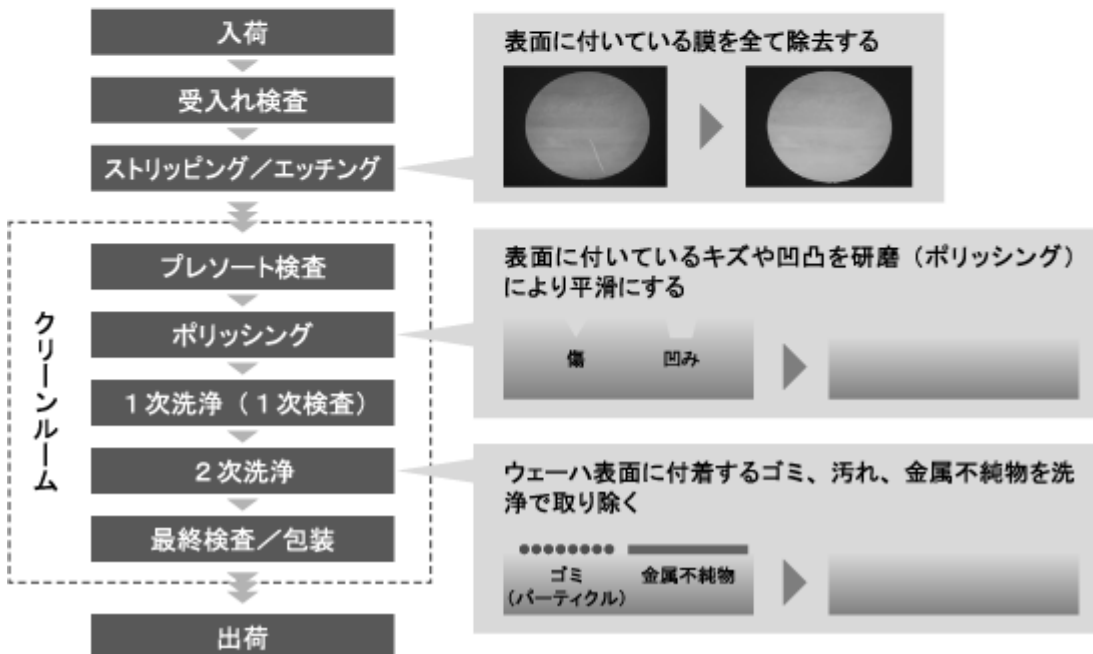 入荷
受入れ検査
ストリッピング／エッチング
クリーンルーム
プレソート検査
ポリッシング
１次洗浄（１次検査）
２次洗浄
最終検査／包装
出荷
表面に付いている膜を全て除去する
表面に付いているキズや凹凸を研磨（ポリッシング）
により平滑にする
傷
凹み
ウェーハ表面に付着するゴミ、汚れ、金属不純物を洗
浄で取り除く
ゴミ
（パーティクル）
金属不純物